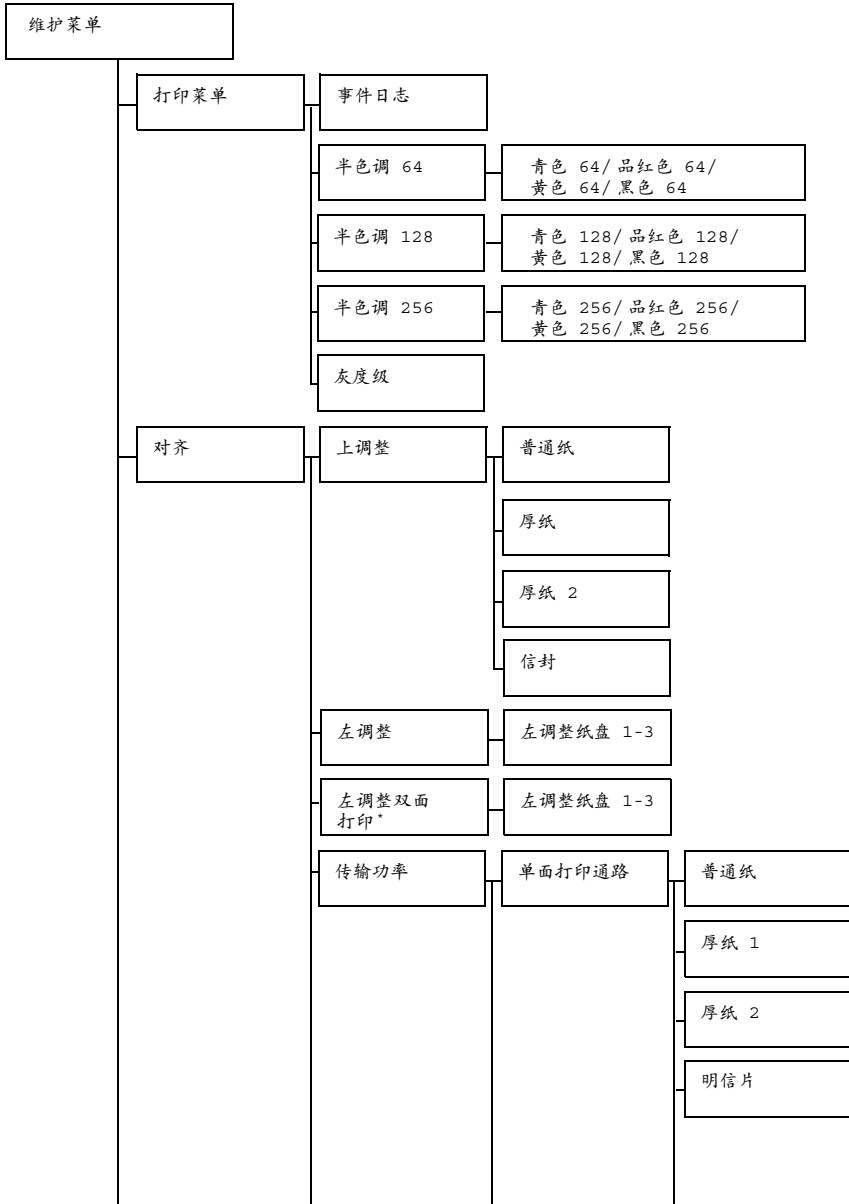 维护菜单
打印菜单
事件日志
半色调 64
青色 64/ 品红色 64/
黄色 64/ 黑色 64
半色调 128
青色 128/ 品红色 128/
黄色 128/ 黑色 128
半色调 256
青色 256/ 品红色 256/
黄色 256/ 黑色 256
灰度级
对齐
上调整
普通纸
厚纸
厚纸 2
信封
左调整
左调整纸盘 1-3
左调整双面
打印*
左调整纸盘 1-3
传输功率
单面打印通路
普通纸
厚纸 1
厚纸 2
明信片